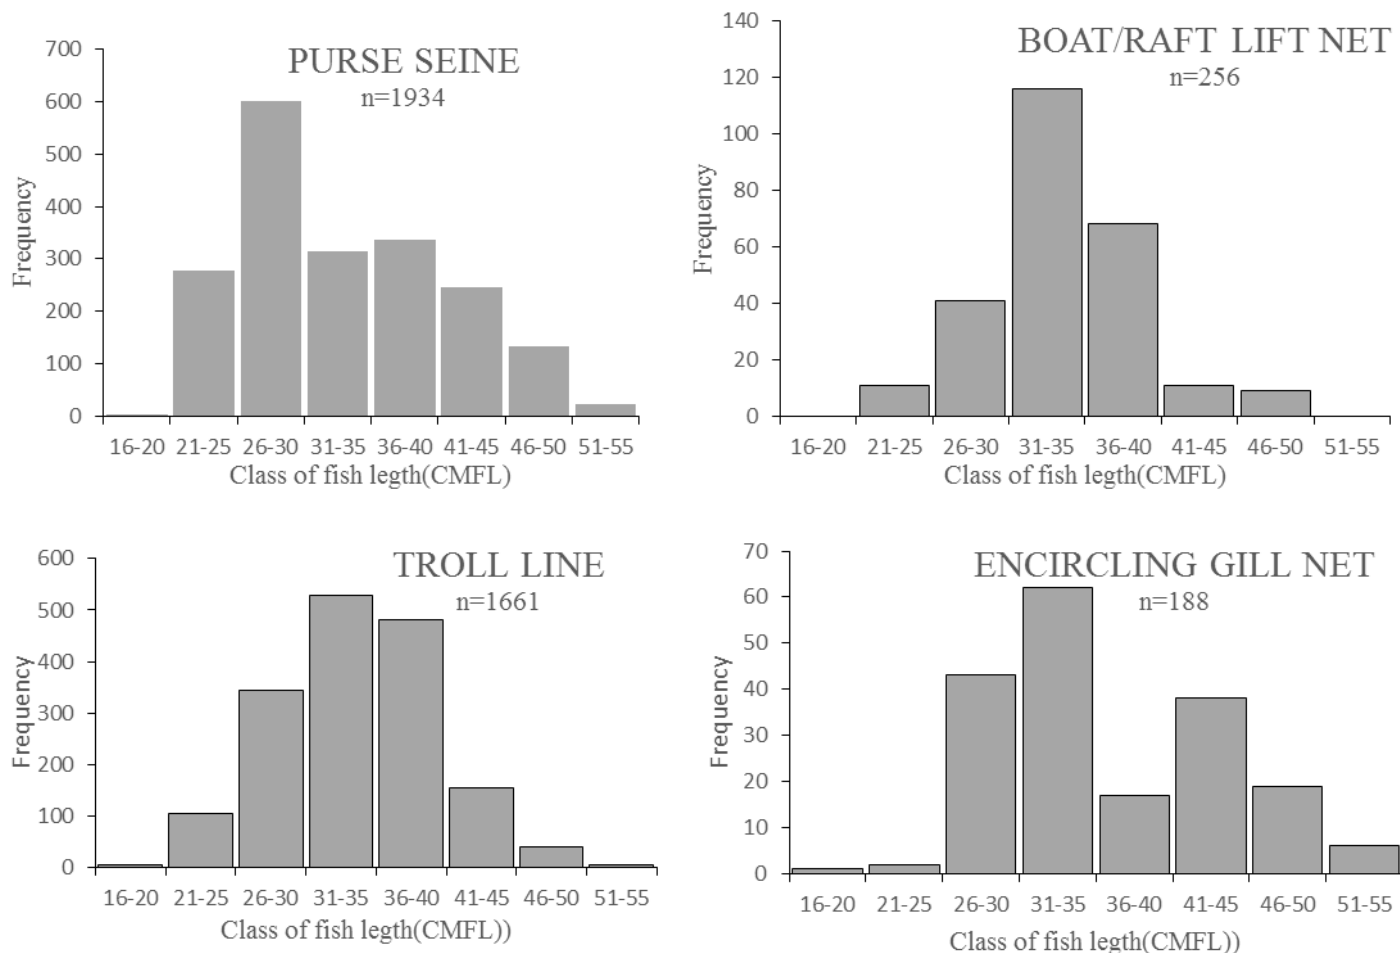 PURSE SEINE
n=1934
700
600
500
400
300
200
100
0
Frequency
16-20 21-25 26-30 31-35 36-40 41-45 46-50 51-55
Class of fish legth(CMFL)
BOAT/RAFT LIFT NET
n=256
140
120
100
80
60
40
20
0
Frequency
16-20 21-25 26-30 31-35 36-40 41-45 46-50 51-55
Class of fish legth(CMFL)
TROLL LINE
n=1661
600
500
400
300
200
100
0
Frequency
16-20 21-25 26-30 31-35 36-40 41-45 46-50 51-55
Class of fish legth(CMFL))
ENCIRCLING GILL NET
n=188
70
60
50
40
30
20
10
0
Frequency
16-20 21-25 26-30 31-35 36-40 41-45 46-50 51-55
Class of fish legth(CMFL))